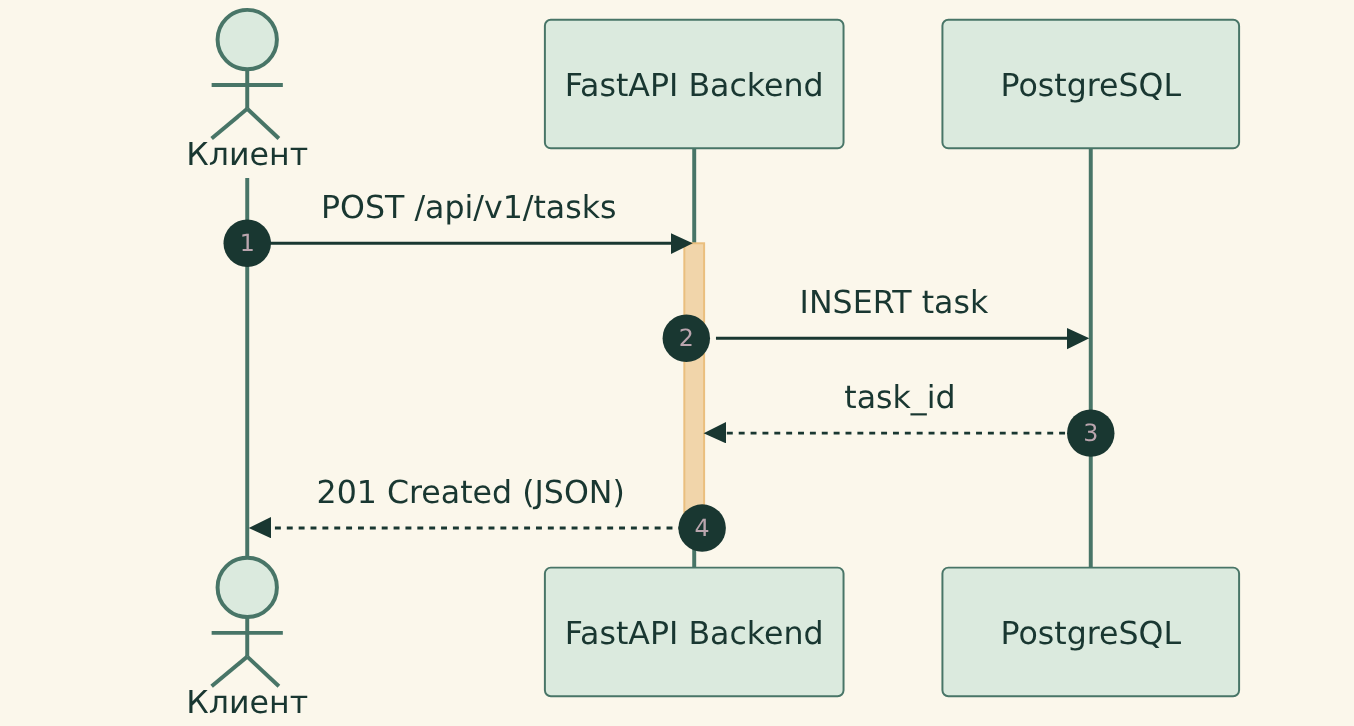 Клиент
FastAPI Backend
PostgreSQL
POST /api/v1/tasks
1
INSERT task
2
task_id
3
201 Created (JSON)
4
Клиент
FastAPI Backend
PostgreSQL